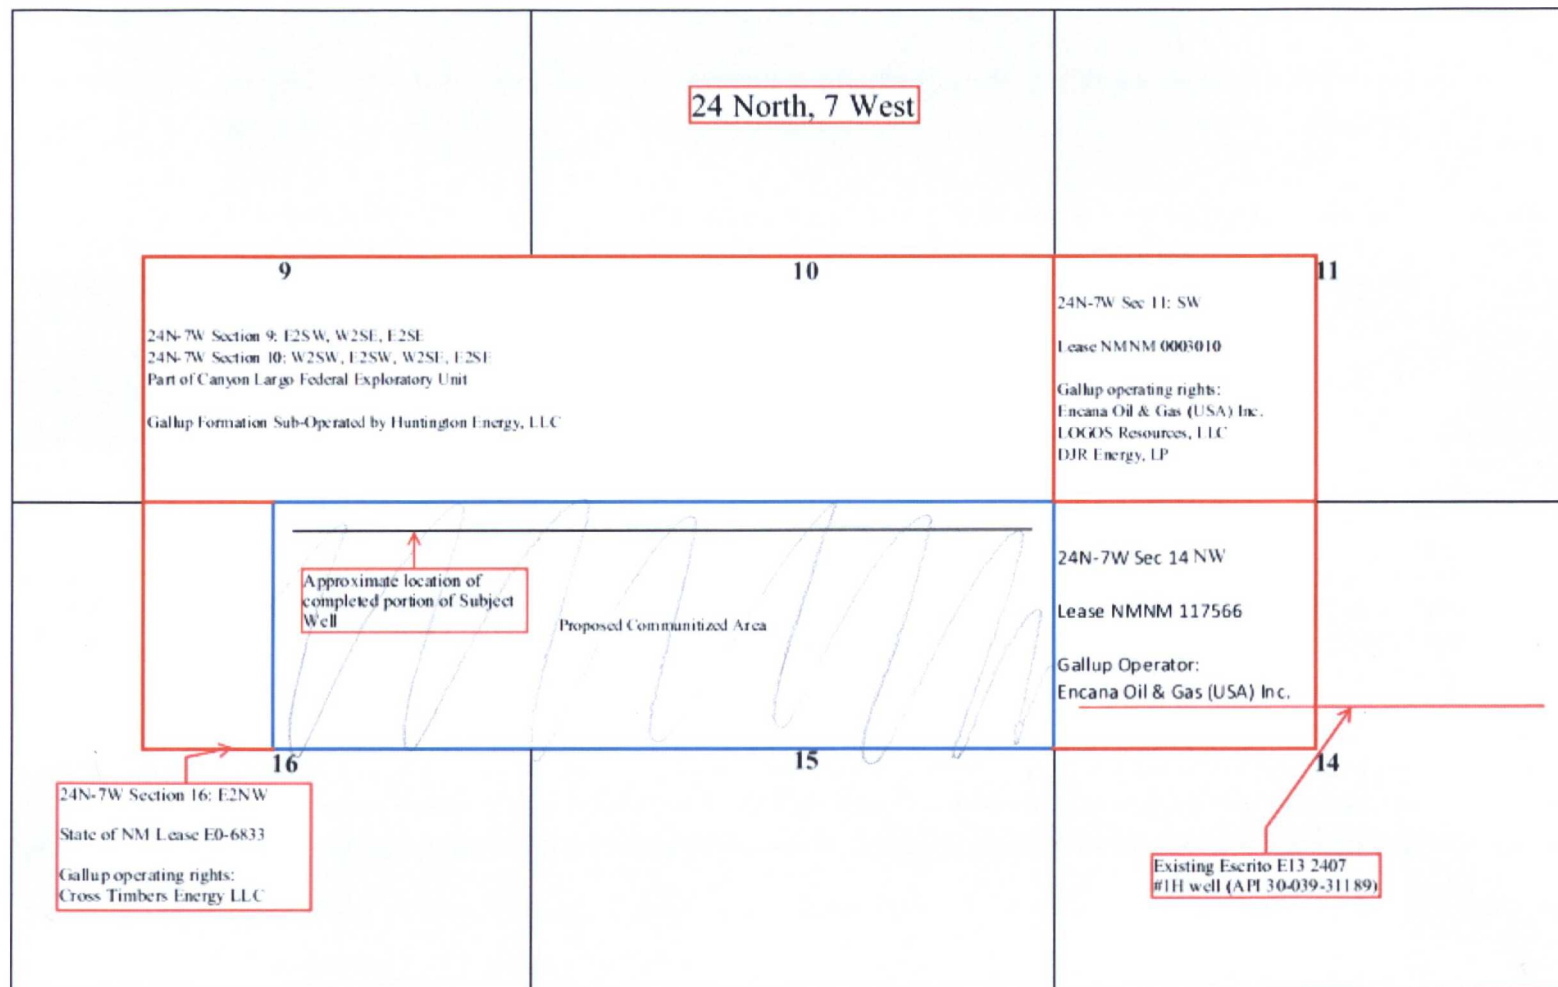 24 North, 7 West
9
10
11
24N-7W Section 9: E2SW, W2SE, E2SE
24N-7W Section 10: W2SW, E2SW, W2SE, E2SE
Part of Canyon Largo Federal Exploratory Unit
Gallup Formation Sub-Operated by Huntington Energy, LLC
24N-7W Sec 11: SW
Lease NMNM 0003010
Gallup operating rights:
Encana Oil & Gas (USA) Inc.
LOGOS Resources, LLC
DJR Energy, LP
Approximate location of
completed portion of Subject
Well
Proposed Communitized Area
24N-7W Sec 14 NW
Lease NMNM 117566
Gallup Operator:
Encana Oil & Gas (USA) Inc.
16
15
14
24N-7W Section 16: E2NW
State of NM Lease E0-6833
Gallup operating rights:
Cross Timbers Energy LLC
Existing Escrito E13 2407
#1H well (API 30-039-31189)